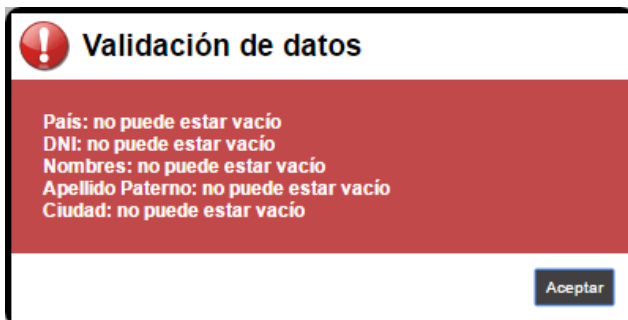 Validación de datos
País: no puede estar vacío
DNI: no puede estar vacío
Nombres: no puede estar vacío
Apellido Paterno: no puede estar vacío
Ciudad: no puede estar vacío
Aceptar